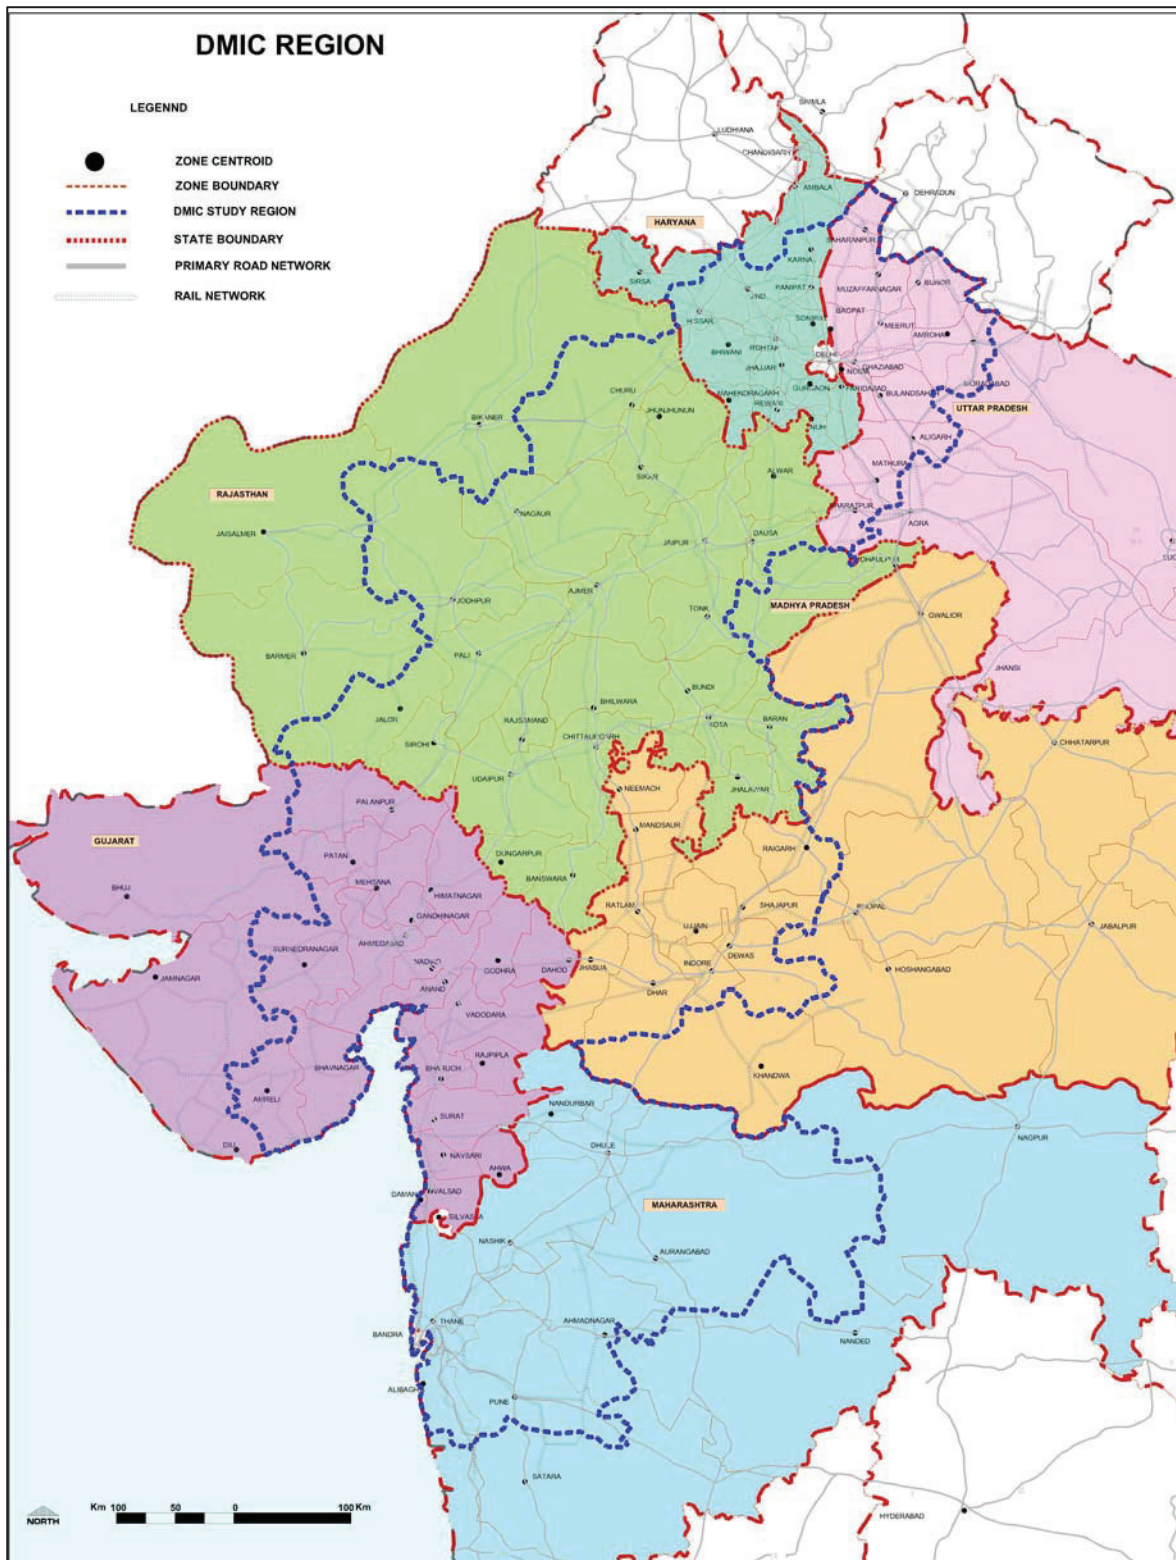 DMIC REGION
LEGENND
ZONE CENTROID
ZONE BOUNDARY
DMIC STUDY REGION
STATE BOUNDARY
PRIMARY ROAD NETWORK
RAIL NETWORK
SHIMLA
LUDHIANA
CHANDIGARH
AMBALA
DEHRADUN
HARYANA
SAHARANPUR
KARNAL
SIRSA
JIND
PANIPAT
MUZAFFARNAGAR
HISSAR
SONIPAT
BAGPAT
MEERUT
AMROHA
BHIWANI
ROHTAK
DELHI
JHAJJAR
GHAZIABAD
NOIDA
GURGAON
FARIDABAD
MORADABAD
CHURU
MAHENDRAGARH
REWARI
BULANDSAHAR
UTTAR PRADESH
BIKANER
JHUNJHUNUN
NUH
ALIGARH
MATHURA
SIKAR
ALWAR
RAJASTHAN
NAGAUR
BHARATPUR
AGRA
JAISALMER
JAIPUR
DAUSA
DHAULPUR
AJMER
JODHPUR
TONK
MADHYA PRADESH
GWALIOR
BARMER
PALI
JHANSI
BUNDI
JALOR
RAJSAMAND
BHILWARA
KOTA
BARAN
SIROHI
CHITTAURGARH
CHHATARPUR
UDAIPUR
NEEMACH
JHALAWAR
PALANPUR
MANDSAUR
GUJARAT
RAIGARH
PATAN
DUNGARPUR
MEHSANA
BANSWARA
BHUJ
HIMATNAGAR
RATLAM
SHAJAPUR
GANDHINAGAR
BHOPAL
UJJAIN
JABALPUR
AHMEDABAD
SURNEDRANAGAR
DEWAS
NADIAD
GODHRA
DAHOD
JHABUA
INDORE
HOSHANGABAD
JAMNAGAR
ANAND
DHAR
VADODARA
RAJPIPLA
BHAVNAGAR
BHARUCH
KHANDWA
AMRELI
NANDURBAR
SURAT
NAGPUR
DIU
DHULE
NAVSARI
AHWA
DAMAN
VALSAD
MAHARASHTRA
SILVASSA
NASHIK
AURANGABAD
THANE
AHMADNAGAR
BANDRA
NANDED
ALIBAGH
PUNE
SATARA
Km 100 50 0 100 Km
NORTH
HYDERABAD